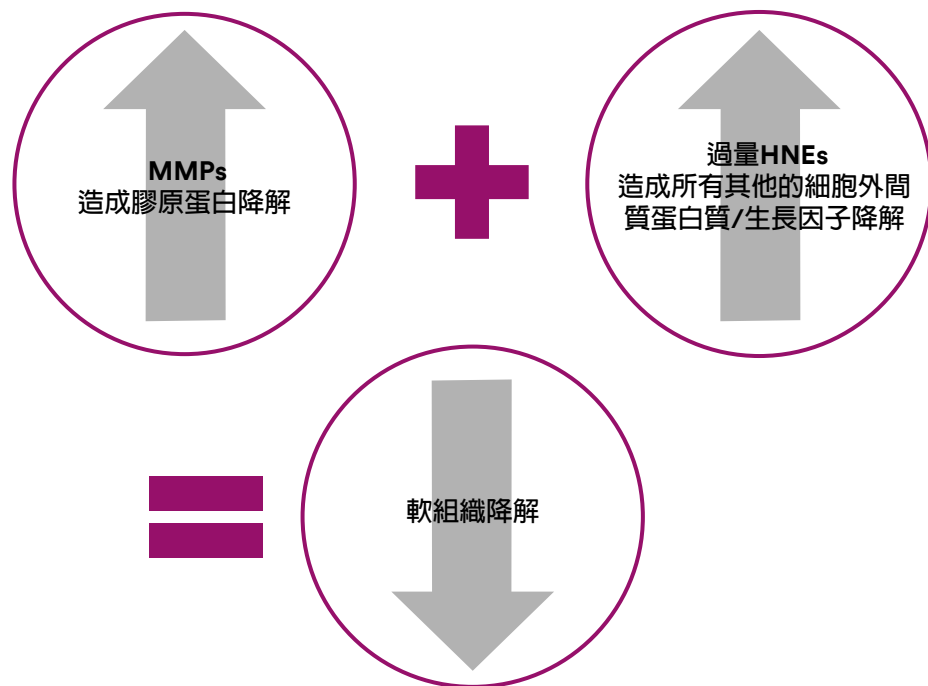 MMPs
造成膠原蛋白降解
過量HNEs
造成所有其他的細胞外間
質蛋白質/生長因子降解
軟組織降解